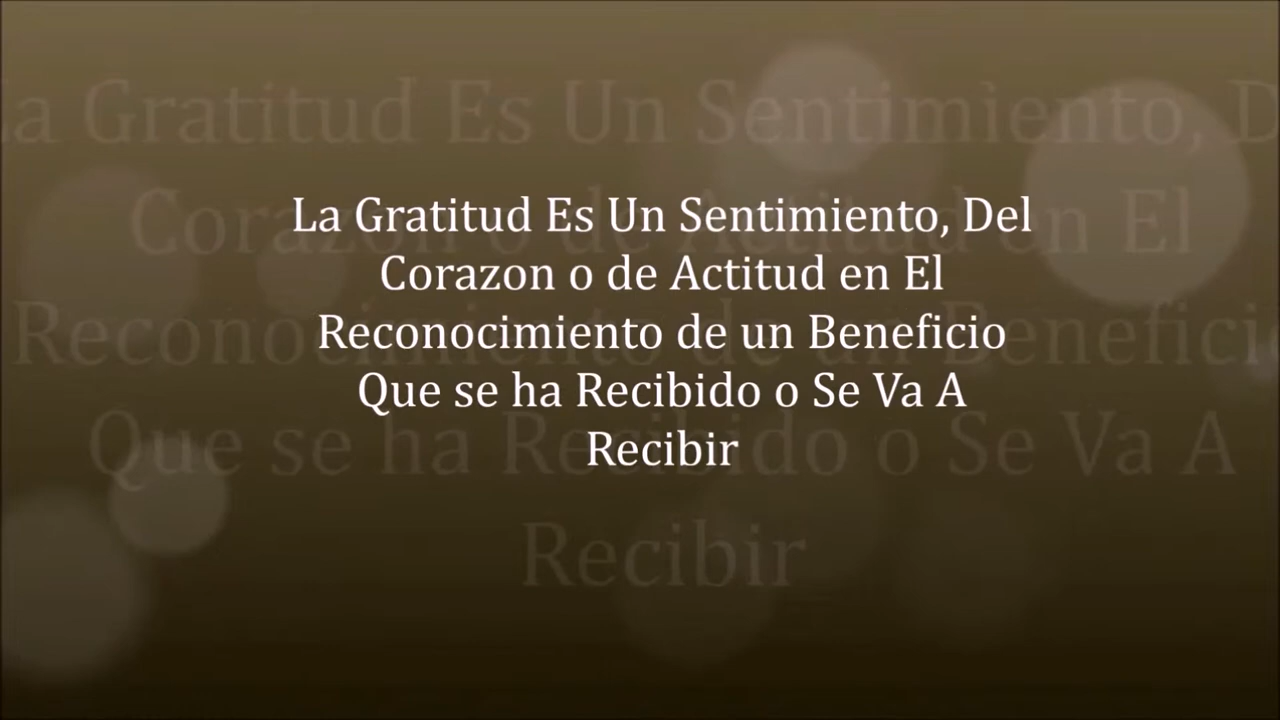 La Gratitud Es Un Sentimiento, Del
Corazon o de Actitud en El
Reconocimiento de un Beneficio
Que se ha Recibido o Se Va A
Recibir